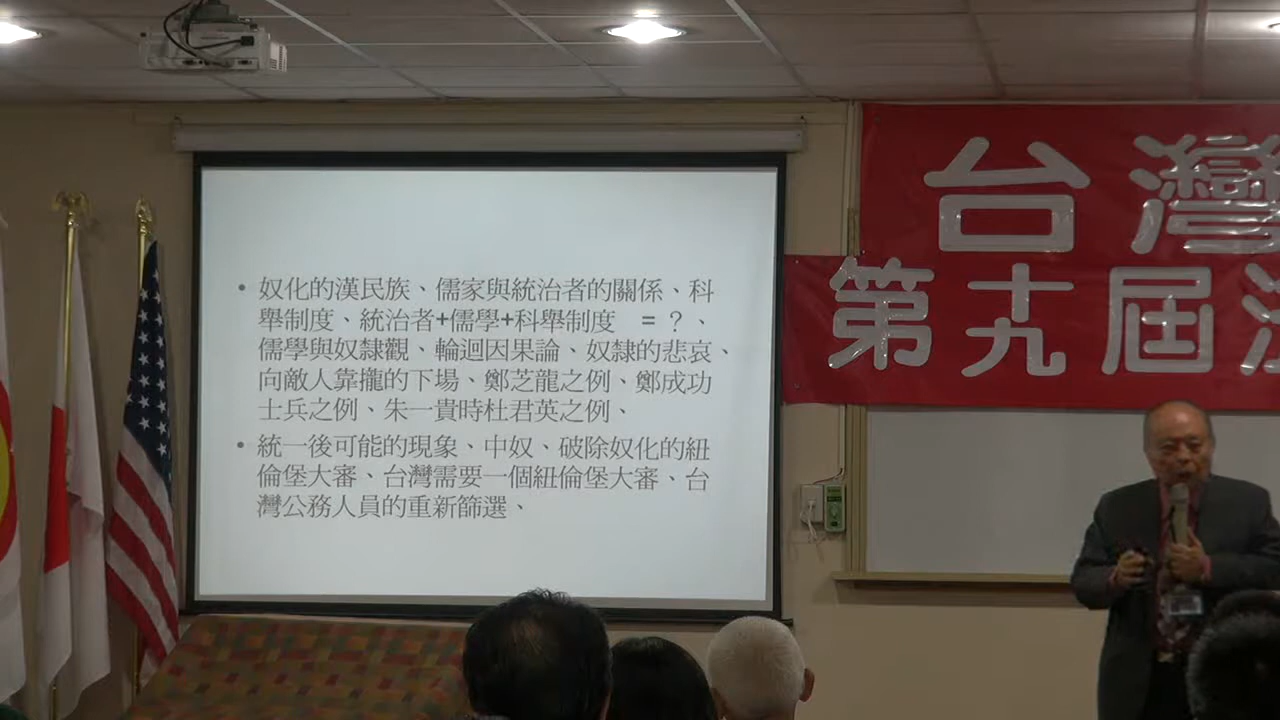 • 奴化的漢民族、儒家與統治者的關係、科
舉制度、統治者+儒學+科舉制度 = ？、
儒學與奴隸觀、輪迴因果論、奴隸的悲哀、
向敵人靠攏的下場、鄭芝龍之例、鄭成功
士兵之例、朱一貴時杜君英之例、
• 統一後可能的現象、中奴、破除奴化的紐
倫堡大審、台灣需要一個紐倫堡大審、台
灣公務人員的重新篩選、
台灣
第十九屆